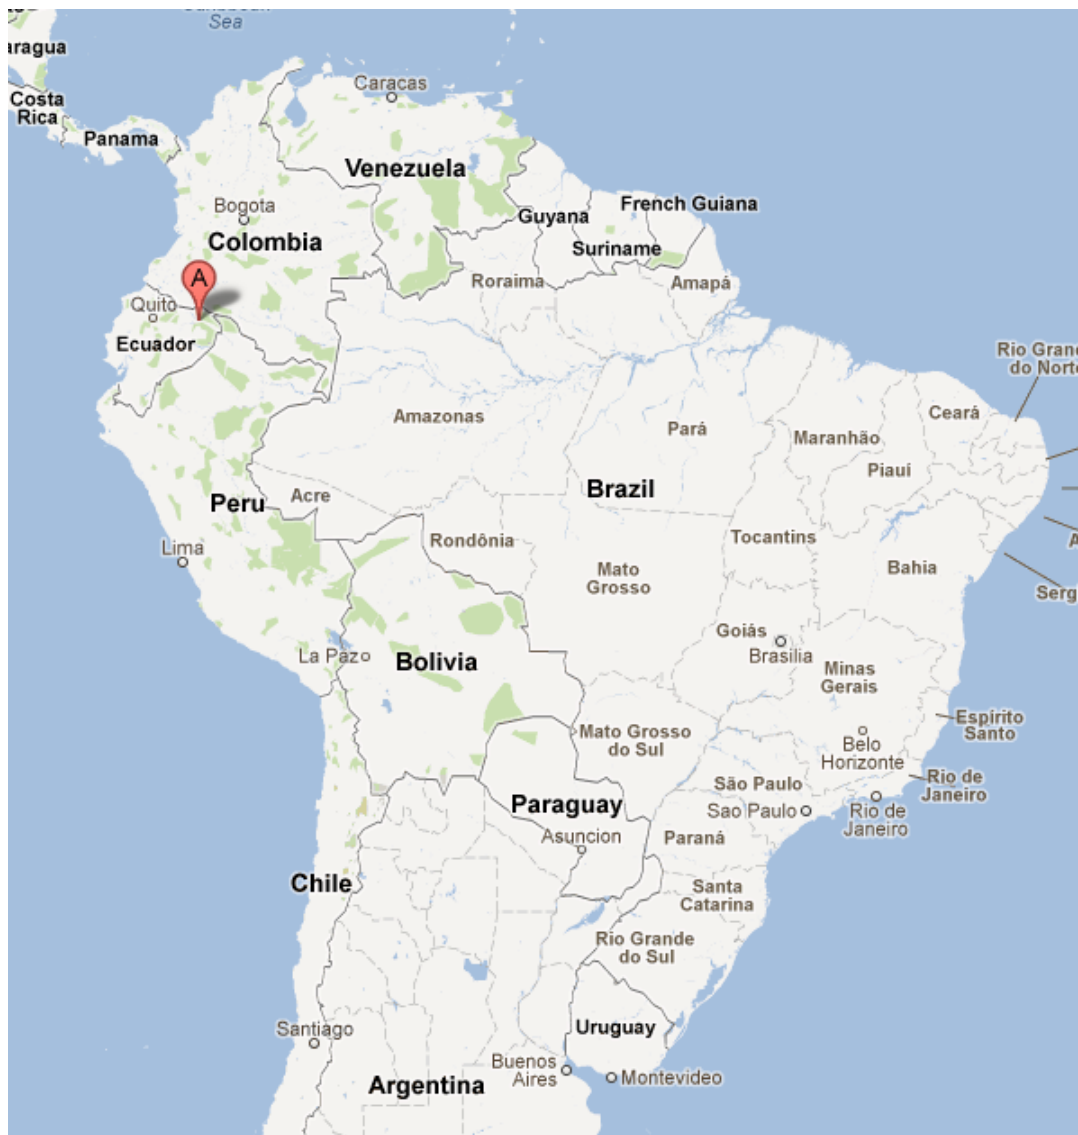 Sea
aragua
Caracas
Costa
Rica
Panama
Venezuela
Bogota
French Guiana
Guyana
Colombia
Suriname
A
Roraima
Amapá
Quito
Ecuador
Rio Grande
do Norte
Amazonas
Ceará
Pará
Maranhão
Piauí
Brazil
Peru
Acre
Rondônia
Tocantins
Lima
A
Mato
Grosso
Bahia
Serg
Goiás
Brasilia
La Paz
Bolivia
Minas
Gerais
Mato Grosso
do Sul
Espírito
Santo
Belo
Horizonte
São Paulo
Rio de
Janeiro
Paraguay
Sao Paulo
Rio de
Janeiro
Asuncion
Paraná
Chile
Santa
Catarina
Rio Grande
do Sul
Santiago
Uruguay
Buenos
Aires
Montevideo
Argentina